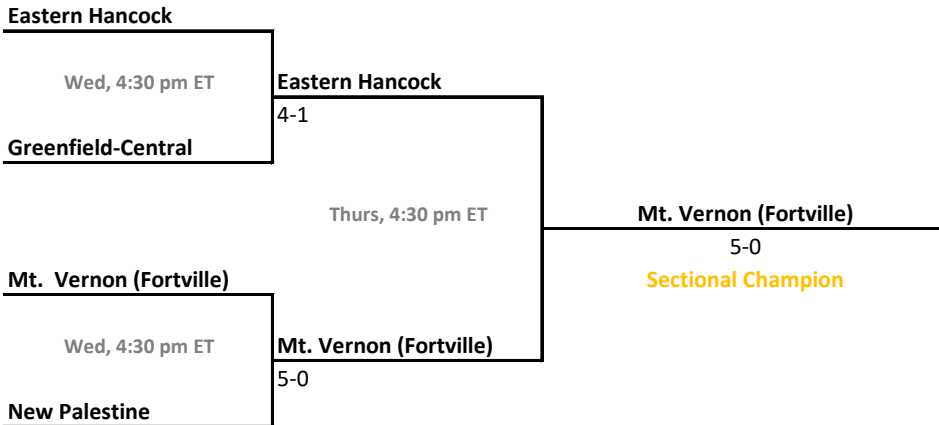 Eastern Hancock
Wed, 4:30 pm ET
Eastern Hancock
4-1
Greenfield-Central
Thurs, 4:30 pm ET
Mt. Vernon (Fortville)
5-0
Sectional Champion
Mt.  Vernon (Fortville)
Wed, 4:30 pm ET
Mt. Vernon (Fortville)
5-0
New Palestine